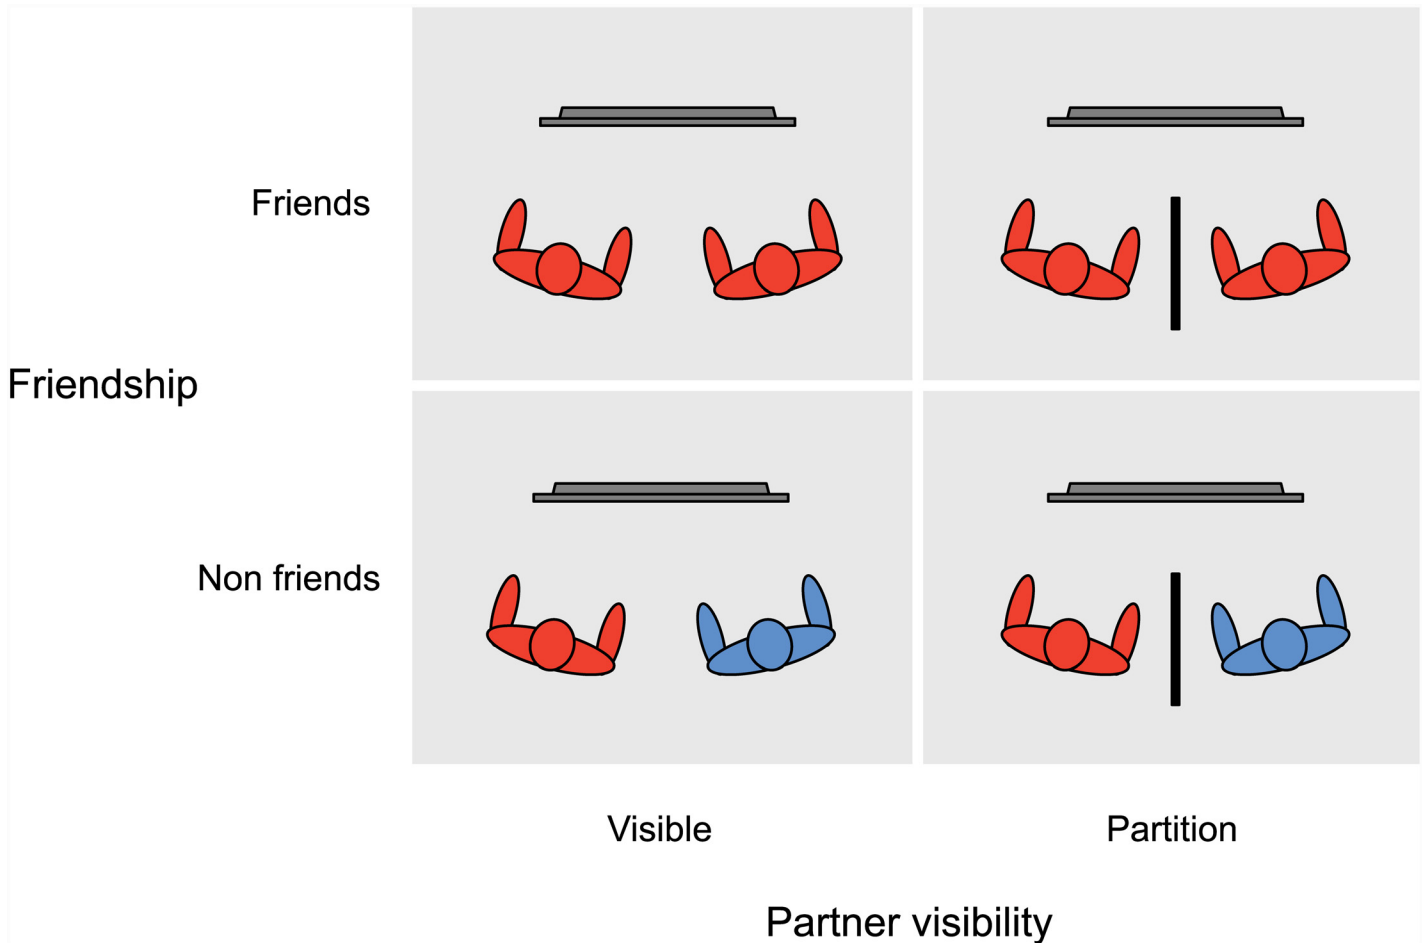 Friends
Friendship
Non friends
Visible
Partition
Partner visibility